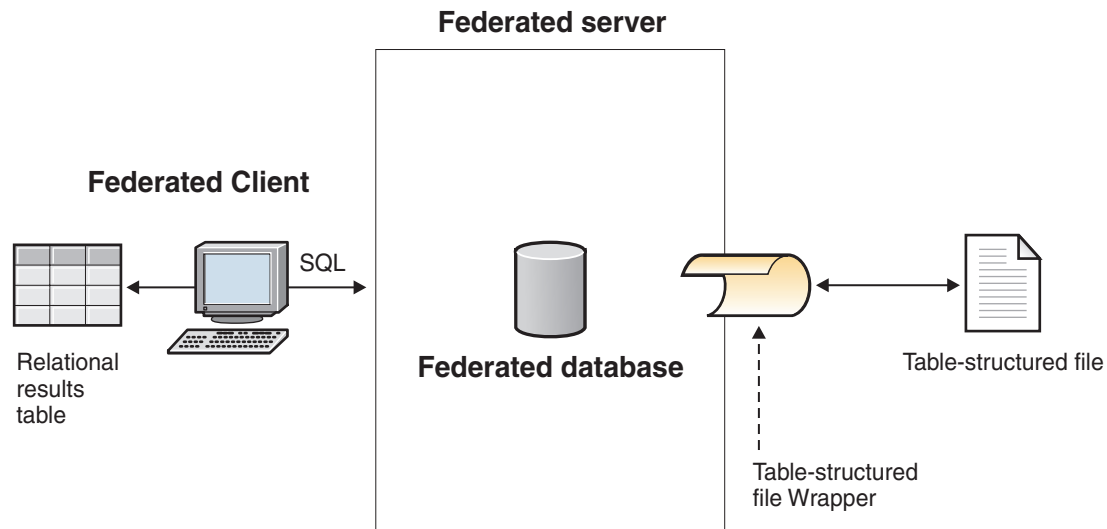 Federated server
Federated Client
SQL
Relational
results
table
Federated database
Table-structured file
Table-structured
file Wrapper